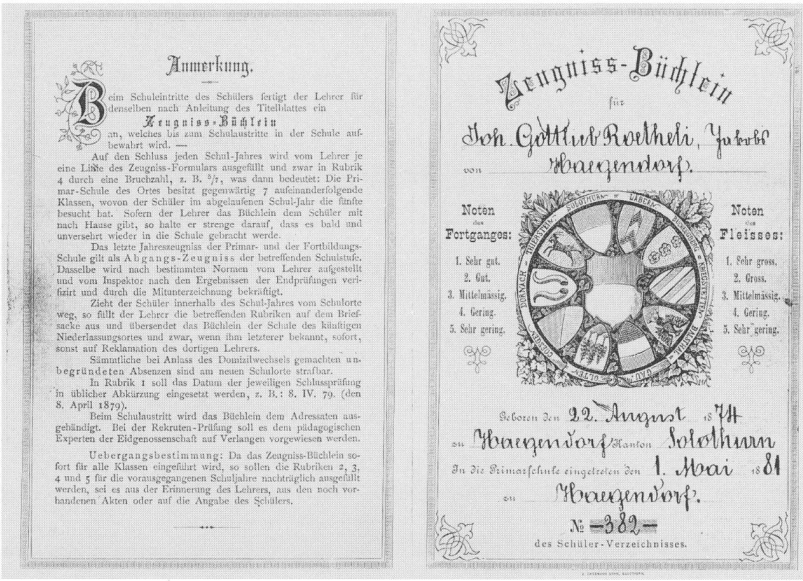 Anmerkung.
Beim Schuleintritte des Schülers fertigt der Lehrer für
denselben nach Anleitung des Titelblattes ein
Zeugniss-Büchlein
an, welches bis zum Schulaustritte in der Schule auf-
bewahrt wird. —
Auf den Schluss jeden Schul-Jahres wird vom Lehrer je
eine Linie des Zeugniss-Formulars ausgefüllt und zwar in Rubrik
4 durch eine Bruchzahl, z. B. 5/7, was dann bedeutet: Die Pri-
mar-Schule des Ortes besitzt gegenwärtig 7 aufeinanderfolgende
Klassen, wovon der Schüler im abgelaufenen Schul-Jahr die fünfte
besucht hat. Sofern der Lehrer das Büchlein dem Schüler mit
nach Hause gibt, so halte er strenge darauf, dass es bald und
unversehrt wieder in die Schule gebracht werde.
Das letzte Jahreszeugniss der Primar- und der Fortbildungs-
Schule gilt als Abgangs-Zeugniss der betreffenden Schulstufe.
Dasselbe wird nach bestimmten Normen vom Lehrer aufgestellt
und vom Inspektor nach den Ergebnissen der Endprüfungen veri-
fizirt und durch die Mitunterzeichnung bekräftigt.
Zieht der Schüler innerhalb des Schul-Jahres vom Schulorte
weg, so füllt der Lehrer die betreffenden Rubriken auf dem Brief-
sacke aus und übersendet das Büchlein der Schule des künftigen
Niederlassungsortes und zwar, wenn ihm letzterer bekannt, sofort,
sonst auf Reklamation des dortigen Lehrers.
Sämmtliche bei Anlass des Domizilwechsels gemachten un-
begründeten Absenzen sind am neuen Schulorte strafbar.
In Rubrik 1 soll das Datum der jeweiligen Schlussprüfung
in üblicher Abkürzung eingesetzt werden, z. B.: 8. IV. 79. (den
8. April 1879).
Beim Schulaustritt wird das Büchlein dem Adressaten aus-
gehändigt. Bei der Rekruten-Prüfung soll es dem pädagogischen
Experten der Eidgenossenschaft auf Verlangen vorgewiesen werden.
Uebergangsbestimmung: Da das Zeugniss-Büchlein so-
fort für alle Klassen eingeführt wird, so sollen die Rubriken 2, 3,
4 und 5 für die vorausgegangenen Schuljahre nachträglich ausgefüllt
werden, sei es aus der Erinnerung des Lehrers, aus den noch vor-
handenen Akten oder auf die Angabe des Schülers.
Zeugniss-Büchlein
für
Joh. Gottlieb Roetheli, Jakobs
von Haegendorf.
Noten
des
Fortganges:
1. Sehr gut.
2. Gut.
3. Mittelmässig.
4. Gering.
5. Sehr gering.
DORNACH THIERSTEIN SOLOTHURN LEBERN KRIEGSTETTEN BALSTHAL GÄU OLTEN
Noten
des
Fleisses:
1. Sehr gross.
2. Gross.
3. Mittelmässig.
4. Gering.
5. Sehr gering.
Geboren den 22. August 1874
zu Haegendorf Kanton Solothurn
In die Primarschule eingetreten den 1. Mai 1881
zu Haegendorf.
No 382
des Schüler-Verzeichnisses.